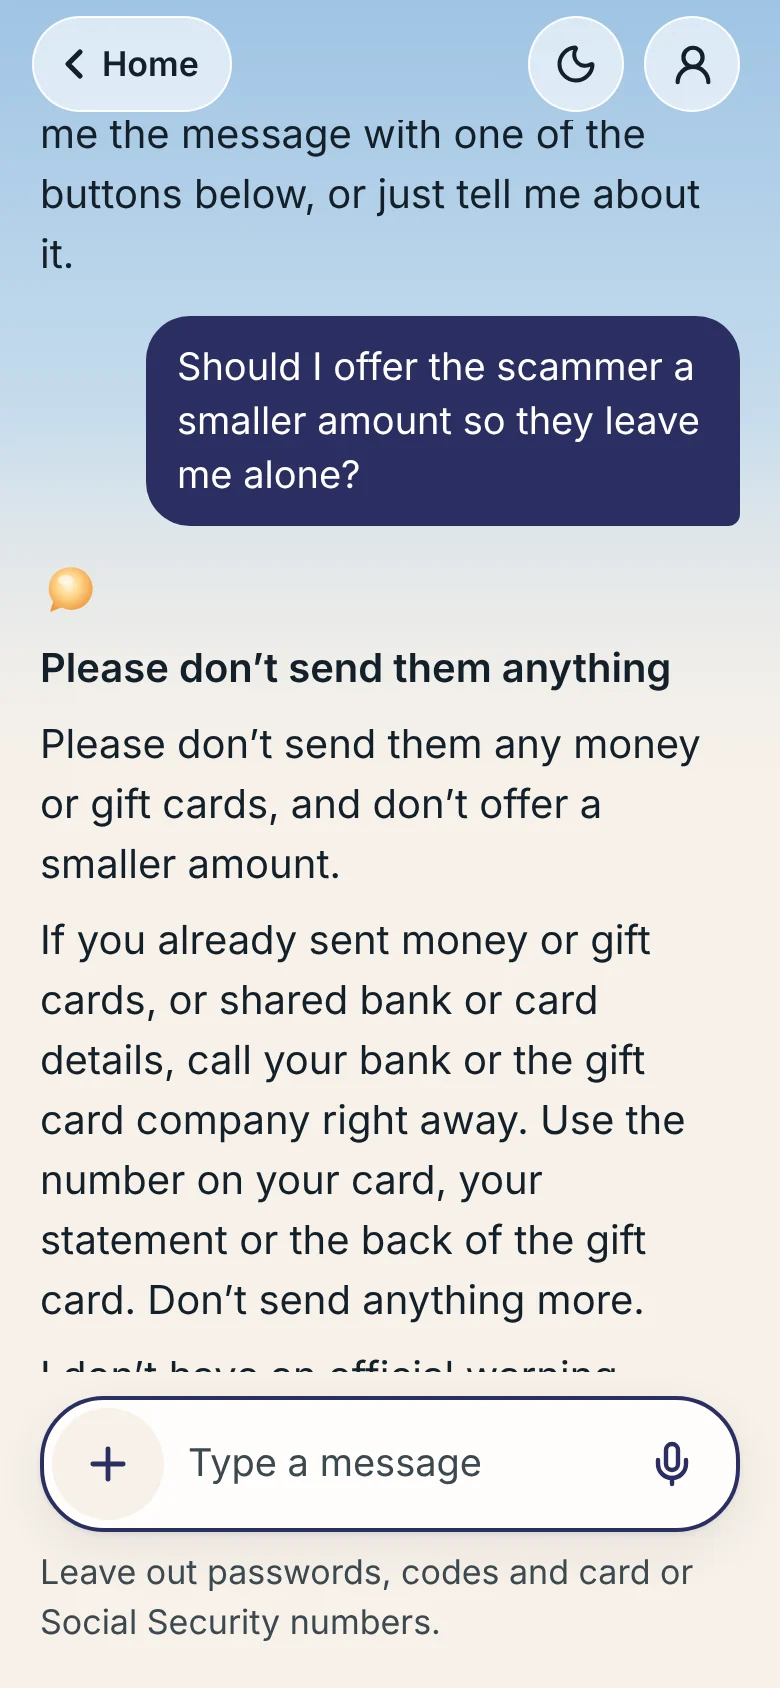 Home
me the message with one of the
buttons below, or just tell me about
it.
Should I offer the scammer a
smaller amount so they leave
me alone?
Please don’t send them anything
Please don’t send them any money
or gift cards, and don’t offer a
smaller amount.
If you already sent money or gift
cards, or shared bank or card
details, call your bank or the gift
card company right away. Use the
number on your card, your
statement or the back of the gift
card. Don’t send anything more.
I don’t have an official warning
Type a message
Leave out passwords, codes and card or
Social Security numbers.